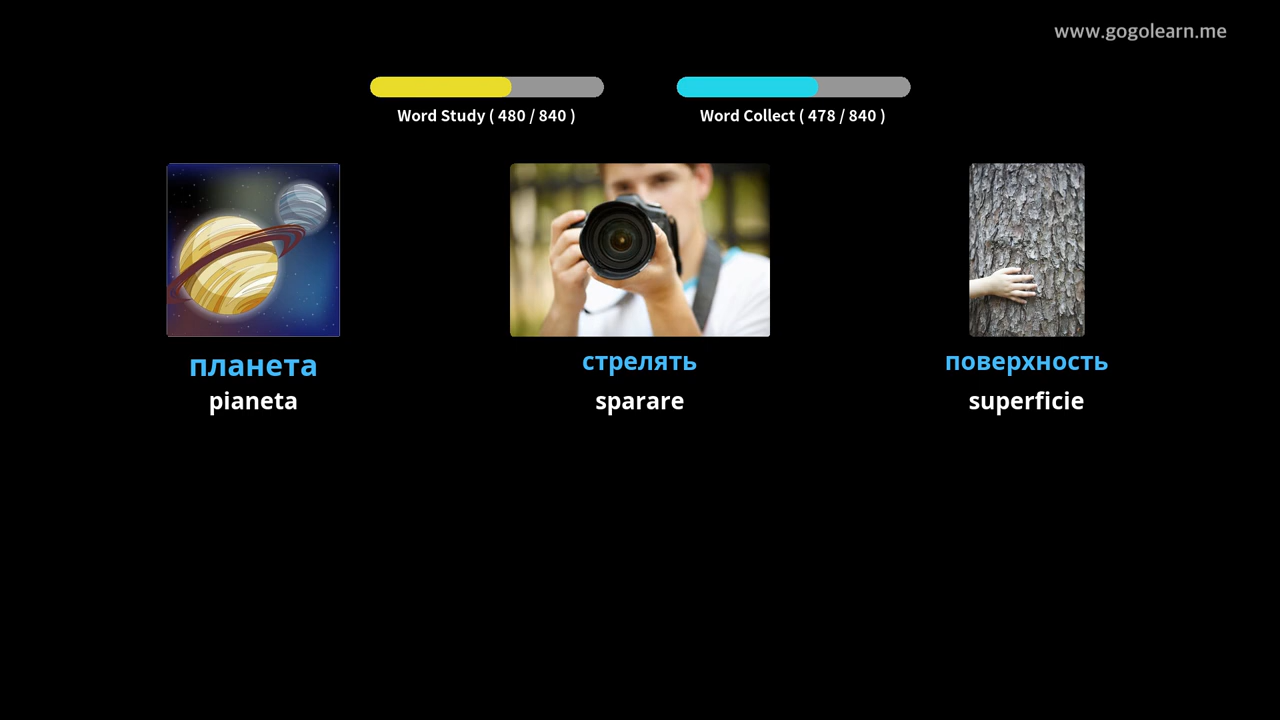 www.gogolearn.me
Word Study ( 480 / 840 )
Word Collect ( 478 / 840 )
планета
стрелять
поверхность
pianeta
sparare
superficie